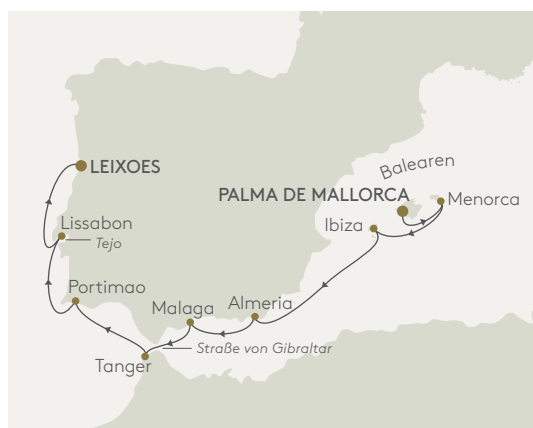 Balearen
LEIXOES
PALMA DE MALLORCA
Menorca
Lissabon
Ibiza
Tejo
Portimao
Malaga
Almeria
Straße von Gibraltar
Tanger